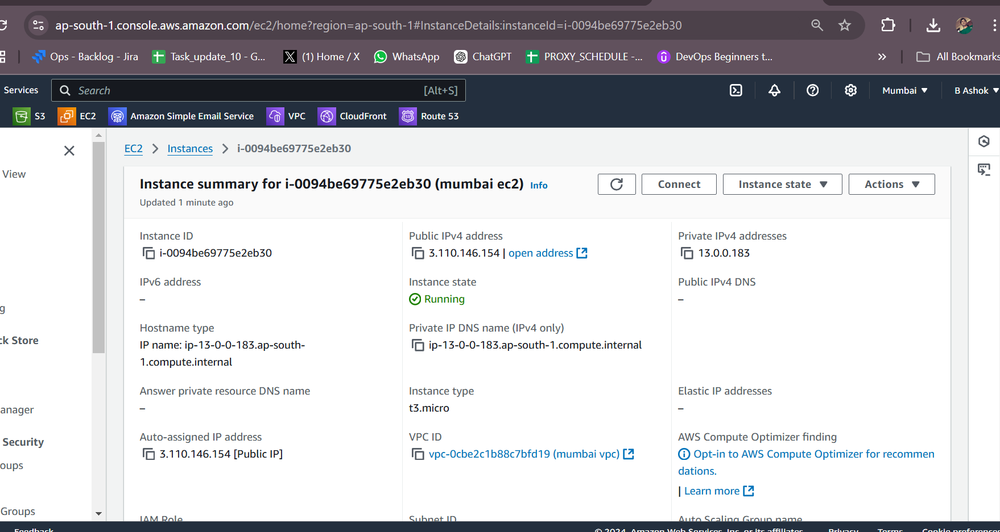 ap-south-1.console.aws.amazon.com/ec2/home?region=ap-south-1#InstanceDetails:instanceId=i-0094be69775e2eb30
Ops - Backlog - Jira Task_update_10 - G... (1) Home / X WhatsApp ChatGPT PROXY_SCHEDULE -... DevOps Beginners t... » All Bookmarks
Services Search [Alt+S] Mumbai ▼ B Ashok ▼
S3 EC2 Amazon Simple Email Service VPC CloudFront Route 53
EC2 > Instances > i-0094be69775e2eb30
View
Instance summary for i-0094be69775e2eb30 (mumbai ec2) Info
Updated 1 minute ago
Connect Instance state ▼ Actions ▼
Instance ID
i-0094be69775e2eb30
Public IPv4 address
3.110.146.154 | open address
Private IPv4 addresses
13.0.0.183
IPv6 address
–
Instance state
Running
Public IPv4 DNS
–
g
Hostname type
IP name: ip-13-0-0-183.ap-south-
1.compute.internal
Private IP DNS name (IPv4 only)
ip-13-0-0-183.ap-south-1.compute.internal
ck Store
Answer private resource DNS name
–
Instance type
t3.micro
Elastic IP addresses
–
anager
Auto-assigned IP address
3.110.146.154 [Public IP]
VPC ID
vpc-0cbe2c1b88c7bfd19 (mumbai vpc)
AWS Compute Optimizer finding
Opt-in to AWS Compute Optimizer for recommen
dations.
| Learn more
Security
oups
Groups
IAM Role
Subnet ID
Auto Scaling Group name
Feedback
© 2024, Amazon Web Services, Inc. or its affiliates. Privacy Terms Cookie preferences